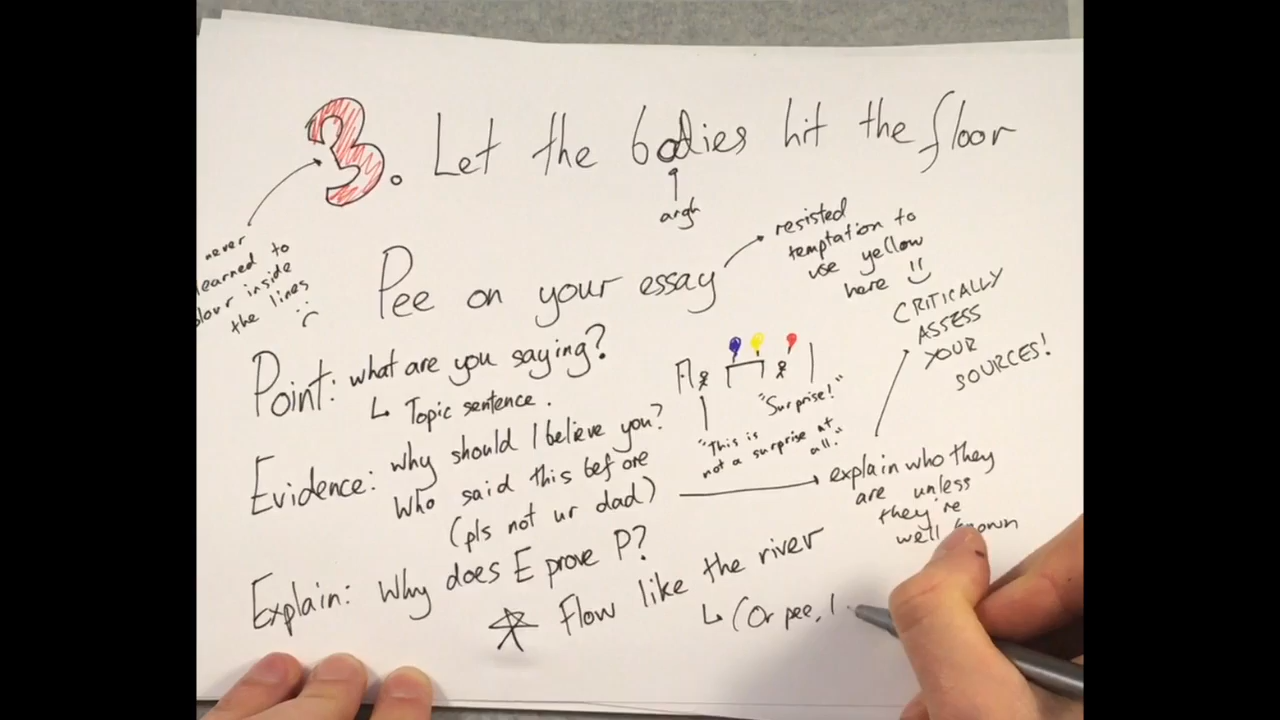 3. Let the bodies hit the floor
argh
never
learned to
colour inside
the lines
:(
Pee on your essay
resisted
temptation to
use yellow
here !!
Point: what are you saying?
↳ Topic sentence.
"Surprise!"
"This is
not a surprise at
all."
CRITICALLY
ASSESS
YOUR
SOURCES!
Evidence: why should I believe you?
Who said this before
(pls not ur dad)
explain who they
are unless
they're
well known
Explain: Why does E prove P?
Flow like the river
↳ (Or pee, I